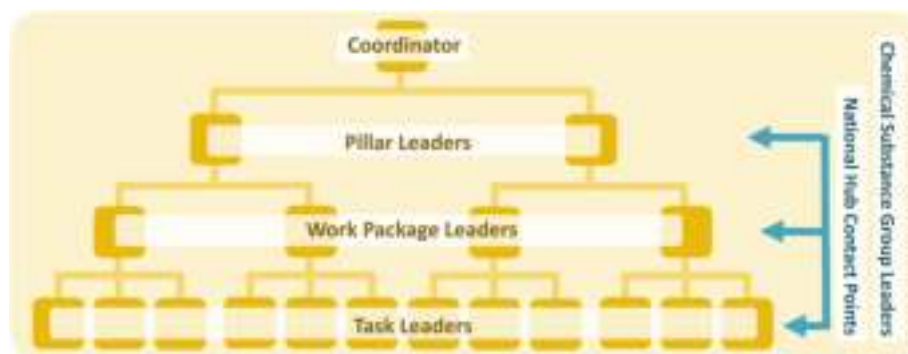 Coordinator
Pillar Leaders
Work Package Leaders
Task Leaders
Chemical Substance Group Leaders
National Hub Contact Points